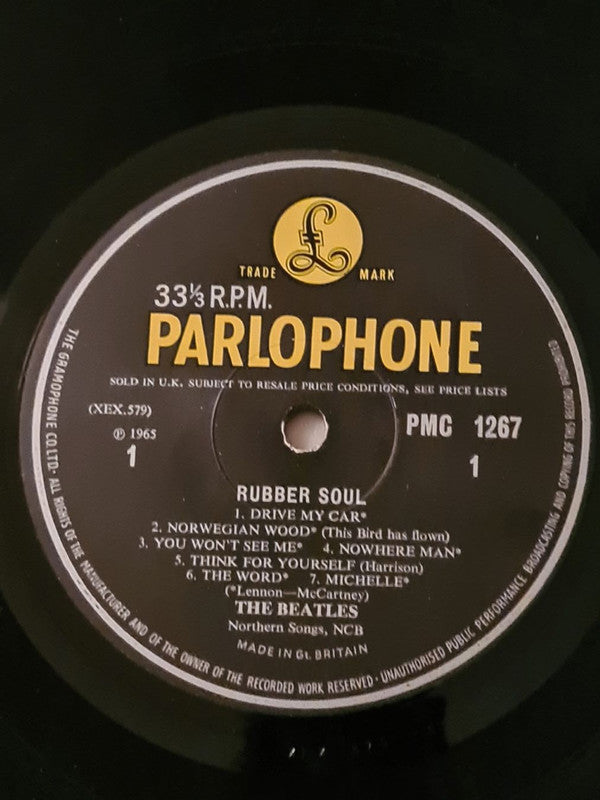 £
TRADE MARK
33⅓ R.P.M.
PARLOPHONE
SOLD IN U.K. SUBJECT TO RESALE PRICE CONDITIONS, SEE PRICE LISTS
(XEX.579)
PMC 1267
℗ 1965
1
1
RUBBER SOUL
1. DRIVE MY CAR*
2. NORWEGIAN WOOD* (This Bird has flown)
3. YOU WON'T SEE ME* 4. NOWHERE MAN*
5. THINK FOR YOURSELF (Harrison)
6. THE WORD* 7. MICHELLE*
(*Lennon—McCartney)
THE BEATLES
Northern Songs, NCB
MADE IN Gt. BRITAIN
THE GRAMOPHONE CO. LTD· ALL RIGHTS OF THE MANUFACTURER AND OF THE OWNER OF THE RECORDED WORK RESERVED · UNAUTHORISED PUBLIC PERFORMANCE BROADCASTING AND COPYING OF THIS RECORD PROHIBITED